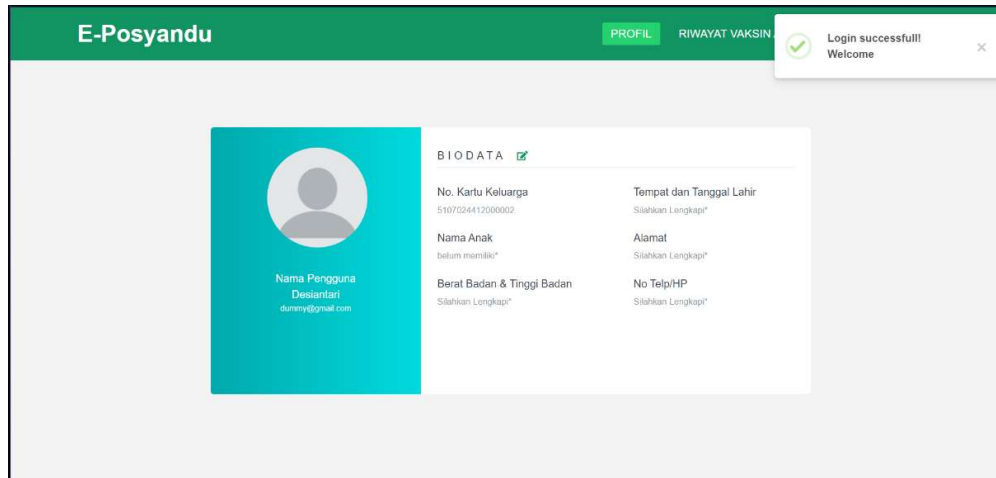 E-Posyandu
PROFIL
RIWAYAT VAKSIN
Login successfull!
Welcome
BIODATA
No. Kartu Keluarga
5107024412000002
Tempat dan Tanggal Lahir
Silahkan Lengkapi*
Nama Anak
belum memiliki*
Alamat
Silahkan Lengkapi*
Berat Badan & Tinggi Badan
Silahkan Lengkapi*
No Telp/HP
Silahkan Lengkapi*
Nama Pengguna
Desiantari
dummy@gmail.com